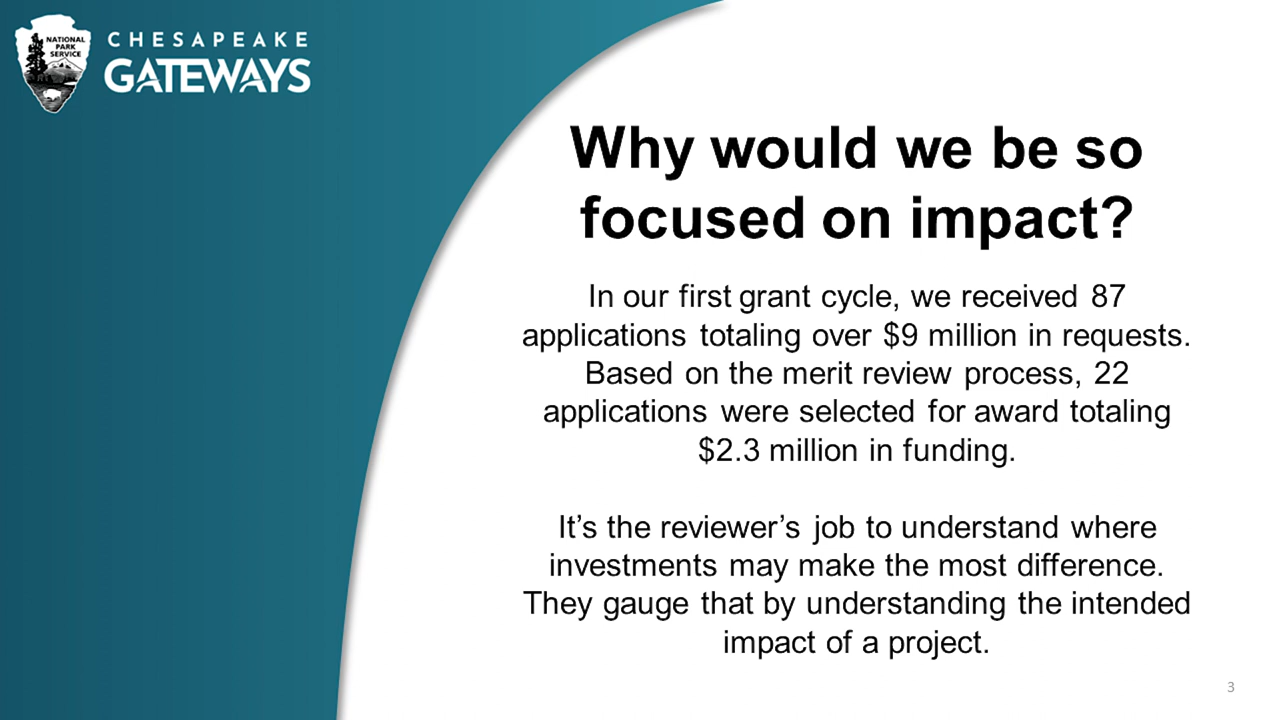 NATIONAL
PARK
SERVICE
CHESAPEAKE
GATEWAYS
Why would we be so
focused on impact?
In our first grant cycle, we received 87
applications totaling over $9 million in requests.
Based on the merit review process, 22
applications were selected for award totaling
$2.3 million in funding.
It’s the reviewer’s job to understand where
investments may make the most difference.
They gauge that by understanding the intended
impact of a project.
3